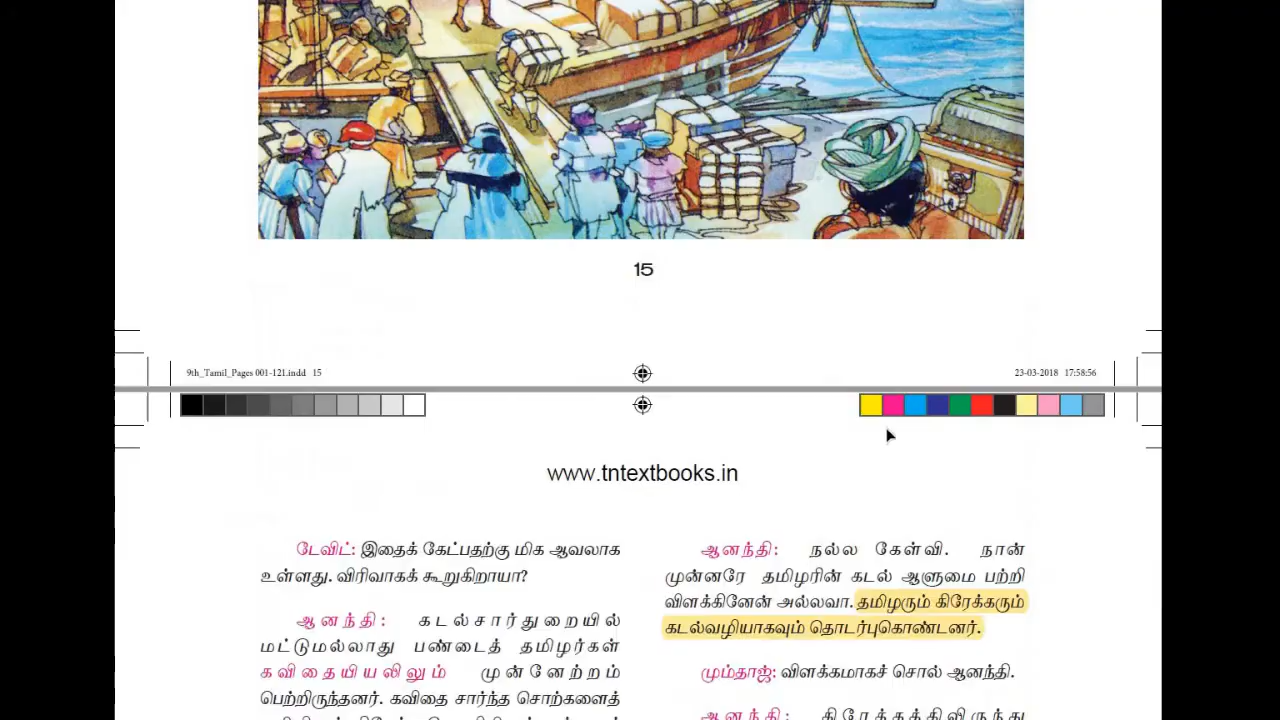 15
9th_Tamil_Pages 001-121.indd 15
23-03-2018 17:58:56
www.tntextbooks.in
டேவிட்: இதைக் கேட்பதற்கு மிக ஆவலாக
உள்ளது. விரிவாகக் கூறுகிறாயா?
ஆனந்தி: கடல்சார்துறையில்
மட்டுமல்லாது பண்டைத் தமிழர்கள்
கவிதையியலிலும் முன்னேற்றம்
பெற்றிருந்தனர். கவிதை சார்ந்த சொற்களைத்
ஆனந்தி: நல்ல கேள்வி. நான்
முன்னரே தமிழரின் கடல் ஆளுமை பற்றி
விளக்கினேன் அல்லவா. தமிழரும் கிரேக்கரும்
கடல்வழியாகவும் தொடர்புகொண்டனர்.
மும்தாஜ்: விளக்கமாகச் சொல் ஆனந்தி.
ஆனந்தி: கிரேக்கத்திலிருந்து